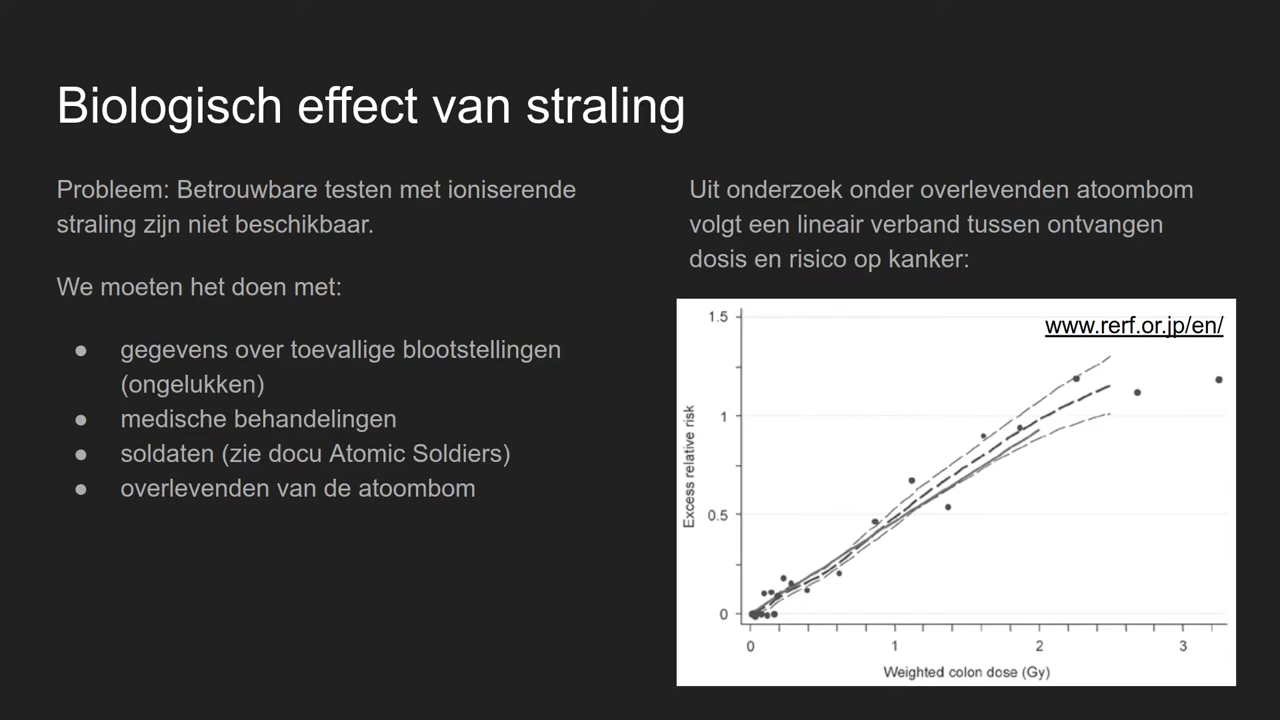 Biologisch effect van straling
Probleem: Betrouwbare testen met ioniserende
straling zijn niet beschikbaar.
We moeten het doen met:
● gegevens over toevallige blootstellingen
(ongelukken)
● medische behandelingen
● soldaten (zie docu Atomic Soldiers)
● overlevenden van de atoombom
Uit onderzoek onder overlevenden atoombom
volgt een lineair verband tussen ontvangen
dosis en risico op kanker:
www.rerf.or.jp/en/
Excess relative risk
1.5
1
0.5
0
0 1 2 3
Weighted colon dose (Gy)